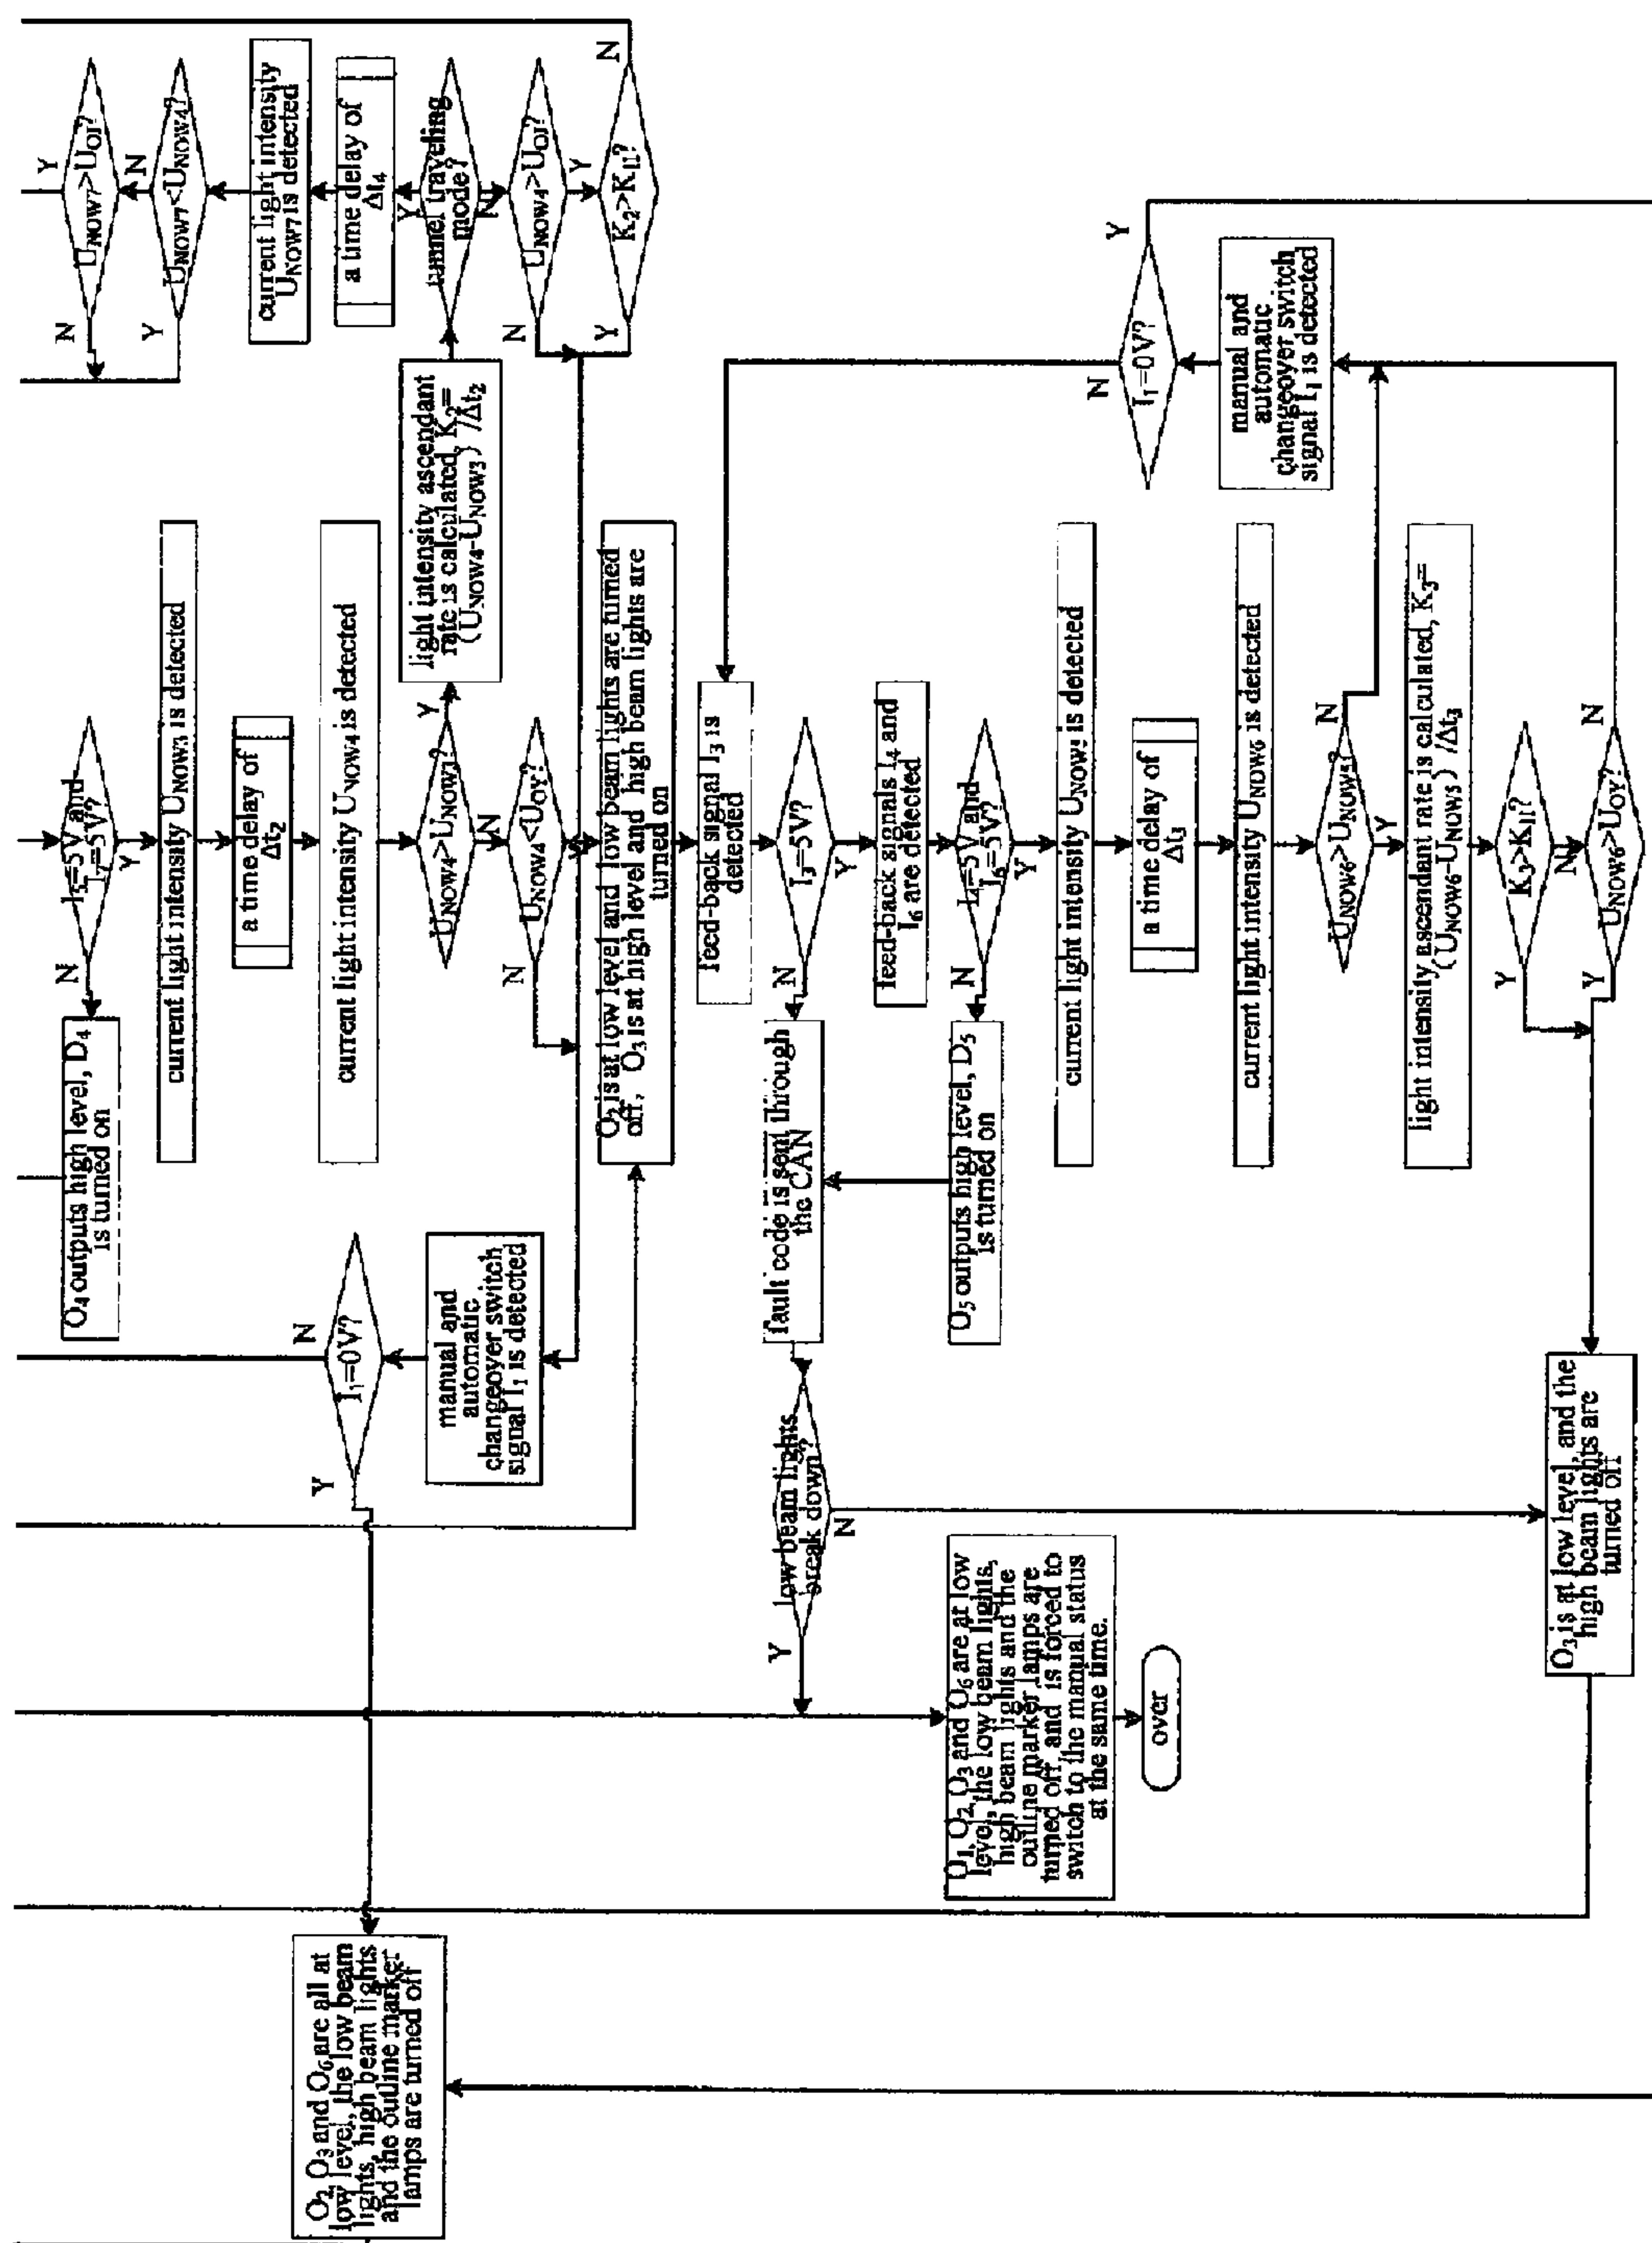 U_NOW7>U_OJ?
Y
N
U_NOW7<U_NOW4?
N
Y
current light intensity
U_NOW7 is detected
a time delay of
Δt4
tunnel traveling
mode?
Y
N
U_NOW4>U_OJ?
N
Y
K2>K_J1?
Y
N
light intensity ascendant
rate is calculated, K2=
(U_NOW4-U_NOW3) /Δt2
I1=0V?
N
Y
manual and
automatic
changeover switch
signal I1 is detected
=5V and
=5V?
N
Y
current light intensity U_NOW3 is detected
a time delay of
Δt2
current light intensity U_NOW4 is detected
U_NOW4>U_NOW3?
Y
N
U_NOW4<U_OY?
N
Y
O2 is at low level and low beam lights are turned
off. O3 is at high level and high beam lights are
turned on
feed-back signal I3 is
detected
I3=5V?
N
Y
feed-back signals I4 and
I6 are detected
I4=5V and
I6=5V?
N
Y
current light intensity U_NOW5 is detected
a time delay of
Δt3
current light intensity U_NOW6 is detected
U_NOW6>U_NOW5?
N
Y
light intensity ascendant rate is calculated, K3=
(U_NOW6-U_NOW5) /Δt3
K3>K_J1?
Y
N
U_NOW6>U_OY?
Y
N
O4 outputs high level, D4
is turned on
I1=0V?
N
Y
manual and
automatic
changeover switch
signal I1 is detected
fault code is sent through
the CAN
O5 outputs high level, D5
is turned on
low beam lights
break down?
Y
N
O1, O2, O3 and O6 are at low
level, the low beam lights,
high beam lights and the
outline marker lamps are
turned off, and is forced to
switch to the manual status
at the same time.
over
O3 is at low level, and the
high beam lights are
turned off
O2, O3 and O6 are all at
low level, the low beam
lights, high beam lights
and the outline marker
lamps are turned off